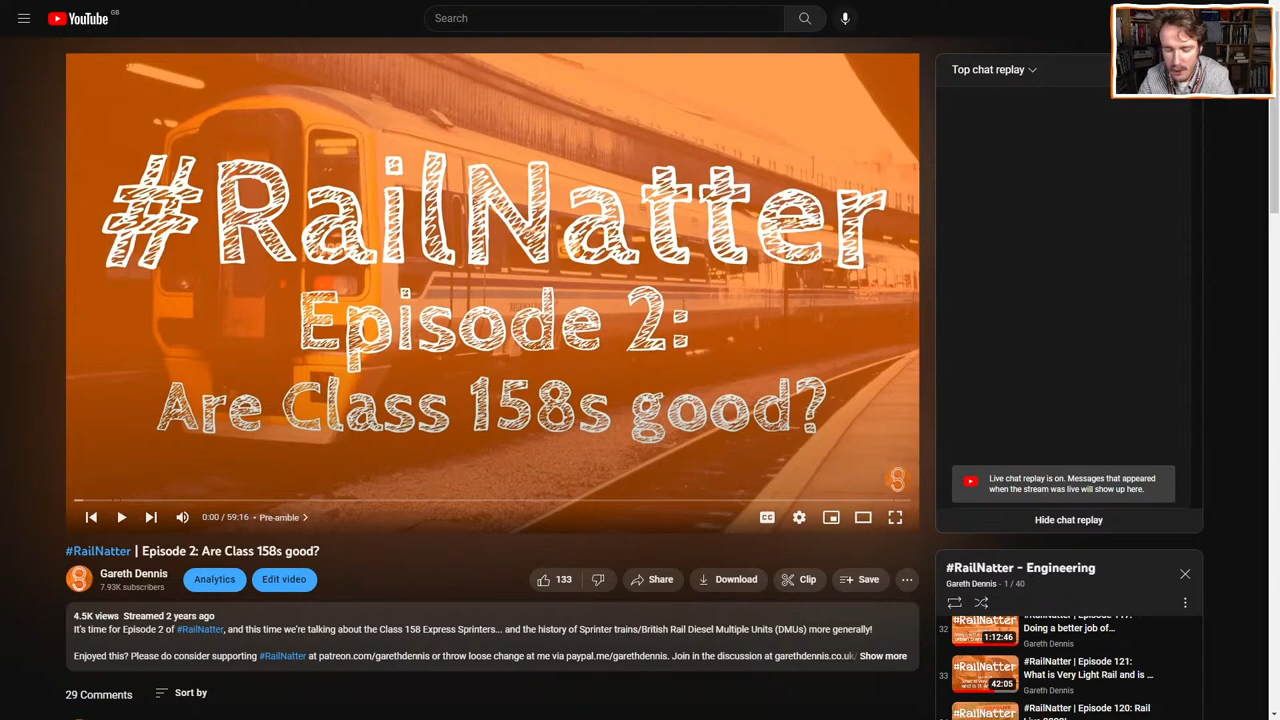 YouTube GB
Search
#RailNatter
Episode 2:
Are Class 158s good?
0:00 / 59:16 • Pre-amble
CC
#RailNatter | Episode 2: Are Class 158s good?
Gareth Dennis
7.93K subscribers
Analytics
Edit video
133
Share
Download
Clip
Save
4.5K views Streamed 2 years ago
It's time for Episode 2 of #RailNatter, and this time we're talking about the Class 158 Express Sprinters... and the history of Sprinter trains/British Rail Diesel Multiple Units (DMUs) more generally!
Enjoyed this? Please do consider supporting #RailNatter at patreon.com/garethdennis or throw loose change at me via paypal.me/garethdennis. Join in the discussion at garethdennis.co.uk/ Show more
29 Comments
Sort by
Top chat replay
Live chat replay is on. Messages that appeared
when the stream was live will show up here.
Hide chat replay
#RailNatter - Engineering
Gareth Dennis - 1 / 40
32
1:12:46
Doing a better job of...
Gareth Dennis
33
42:05
#RailNatter | Episode 121:
What is Very Light Rail and is ...
Gareth Dennis
#RailNatter | Episode 120: Rail